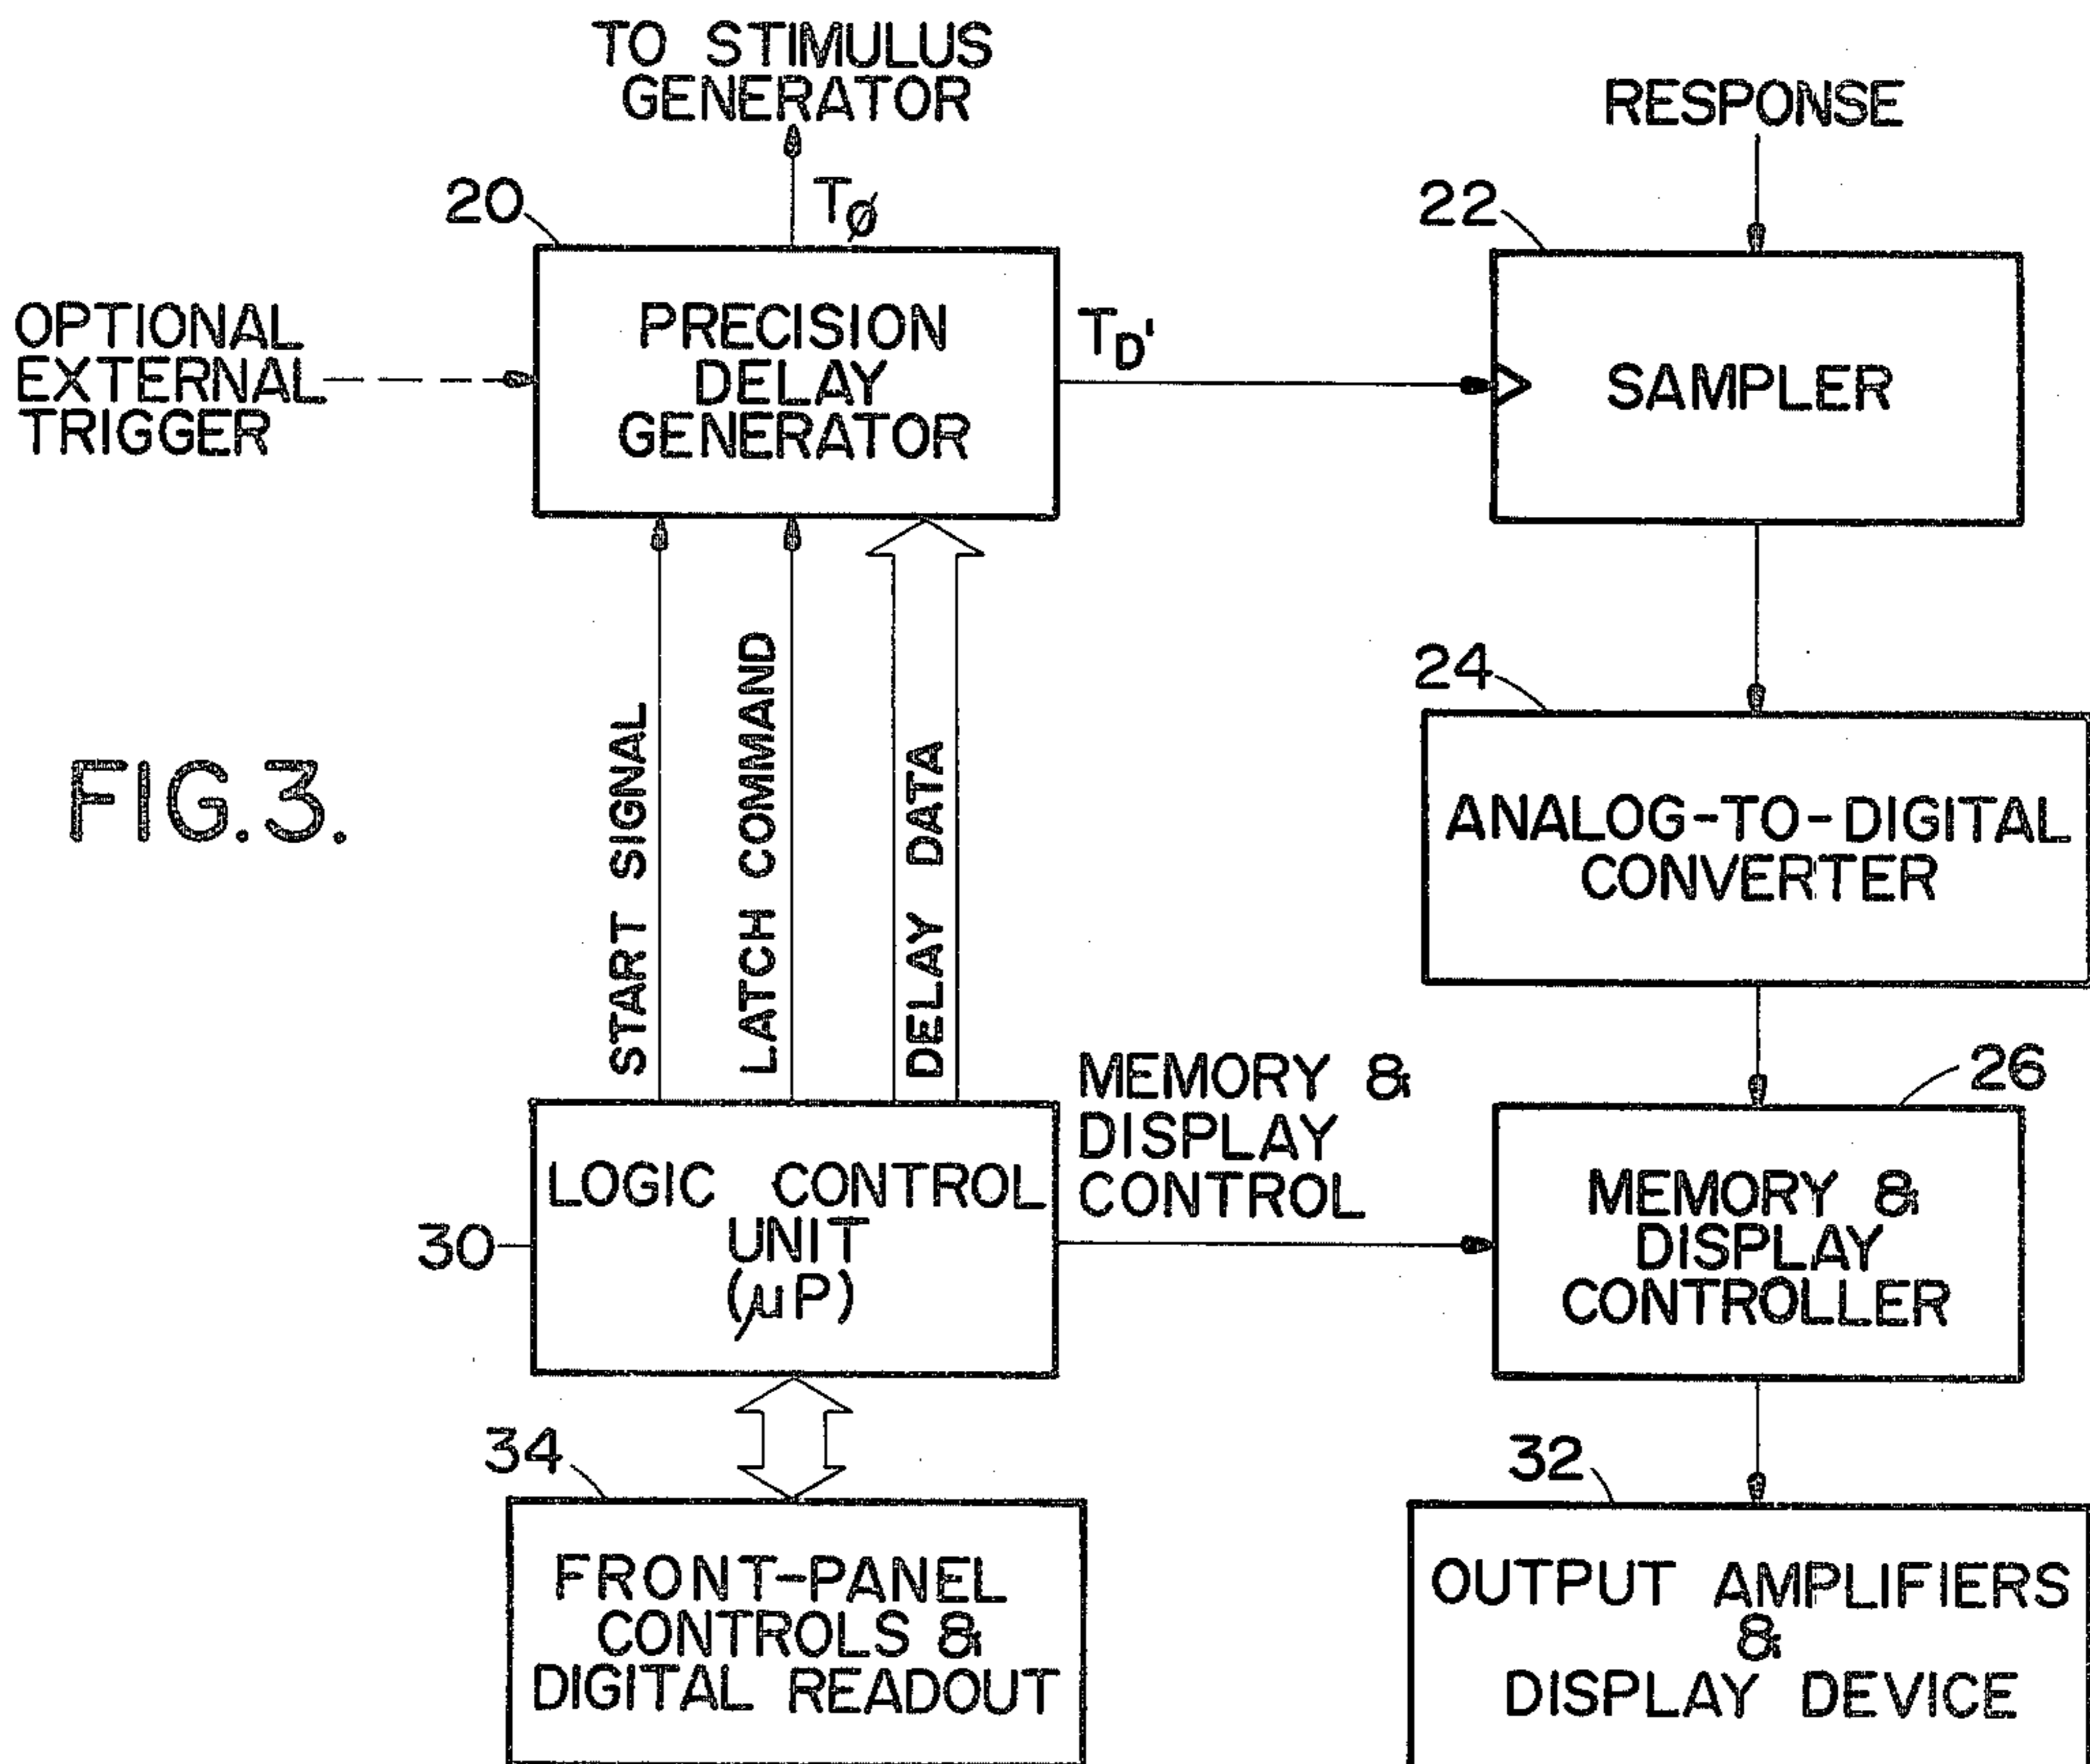 TO STIMULUS
GENERATOR
RESPONSE
20
Tø
22
OPTIONAL
EXTERNAL
TRIGGER
PRECISION
DELAY
GENERATOR
TD'
SAMPLER
24
FIG.3.
START SIGNAL
LATCH COMMAND
DELAY DATA
ANALOG-TO-DIGITAL
CONVERTER
MEMORY &
DISPLAY
CONTROL
26
30
LOGIC CONTROL
UNIT
(µP)
MEMORY &
DISPLAY
CONTROLLER
34
32
FRONT-PANEL
CONTROLS &
DIGITAL READOUT
OUTPUT AMPLIFIERS
&
DISPLAY DEVICE